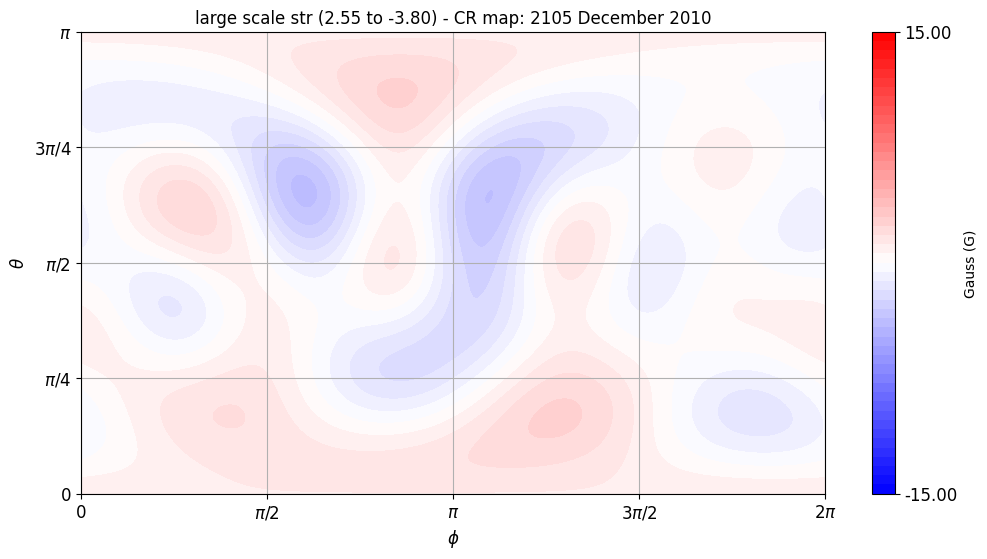 large scale str (2.55 to -3.80) - CR map: 2105 December 2010
π
3π/4
π/2
π/4
0
θ
0
π/2
π
3π/2
2π
ϕ
15.00
-15.00
Gauss (G)